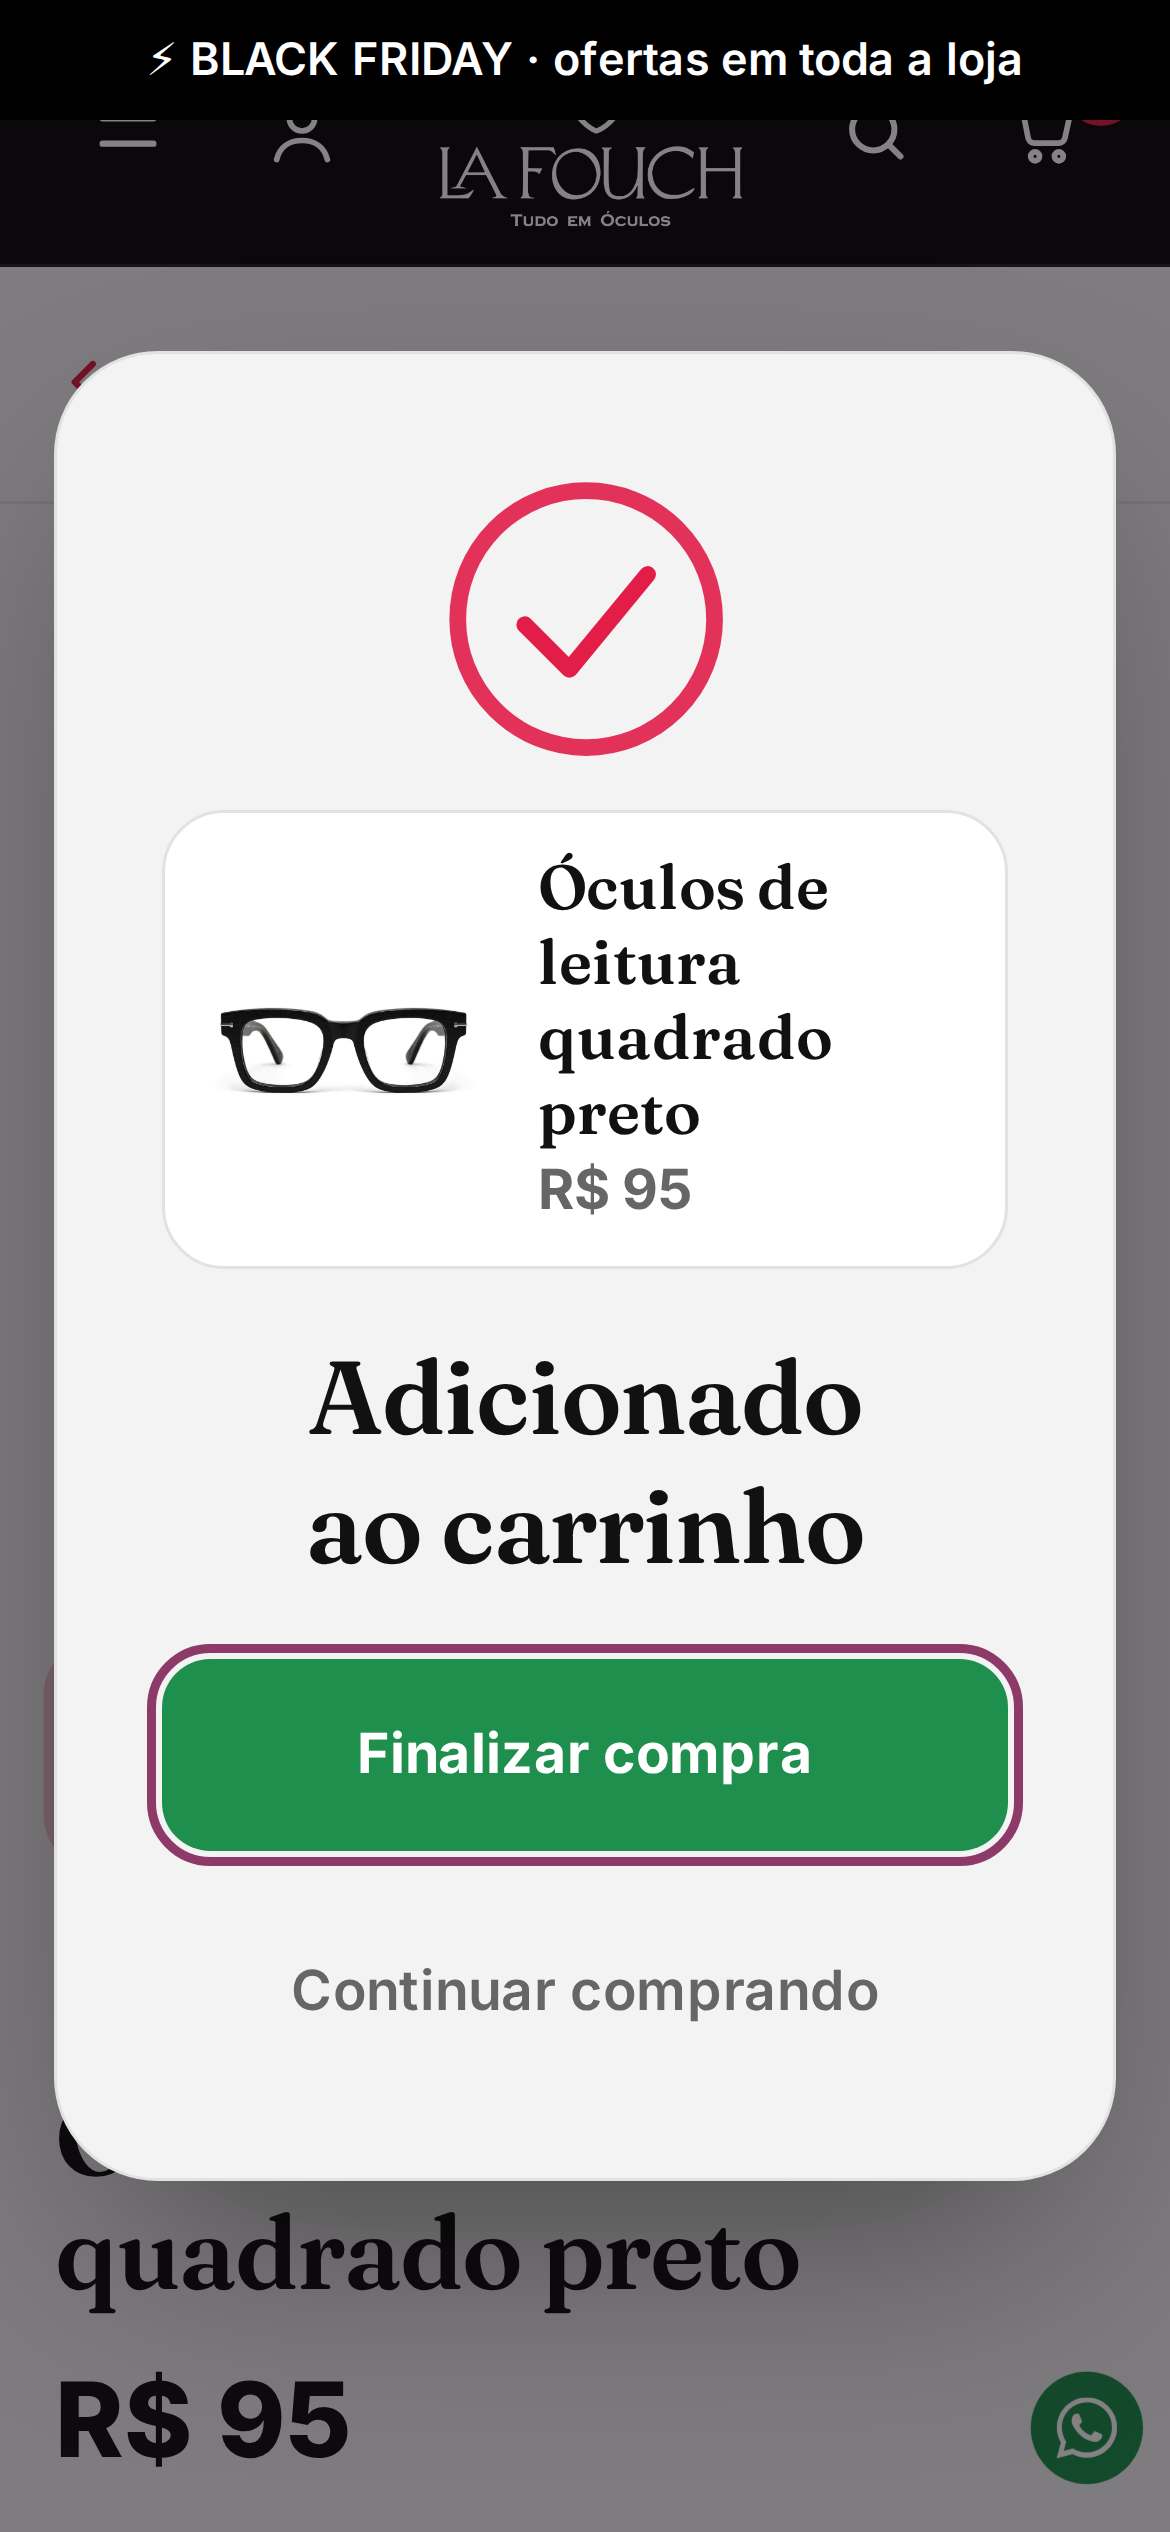 ⚡ BLACK FRIDAY · ofertas em toda a loja
LA FOUCH
TUDO EM ÓCULOS
Óculos de
leitura
quadrado
preto
R$ 95
Adicionado
ao carrinho
Finalizar compra
Continuar comprando
quadrado preto
R$ 95